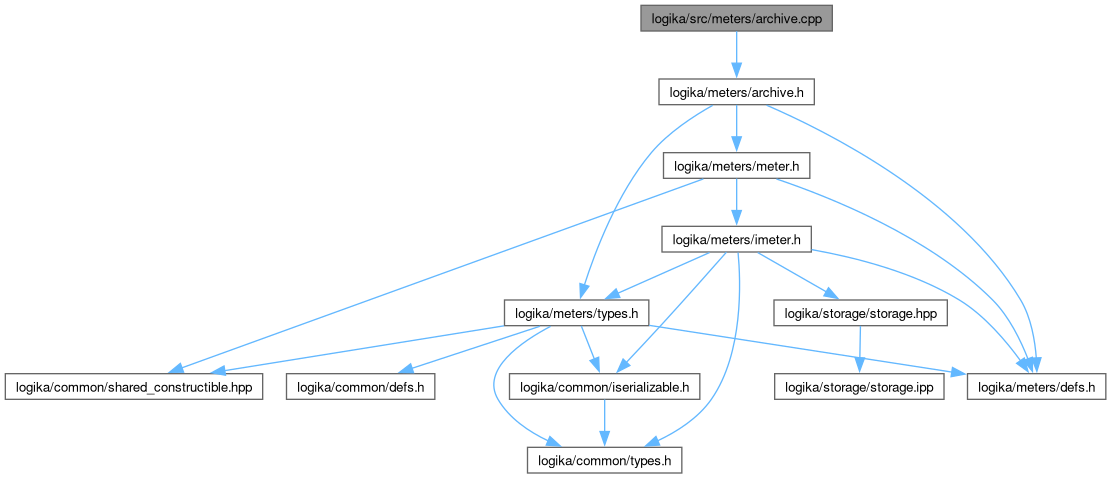 logika/src/meters/archive.cpp
logika/meters/archive.h
logika/meters/meter.h
logika/meters/imeter.h
logika/meters/types.h
logika/storage/storage.hpp
logika/common/shared_constructible.hpp
logika/common/defs.h
logika/common/iserializable.h
logika/storage/storage.ipp
logika/meters/defs.h
logika/common/types.h